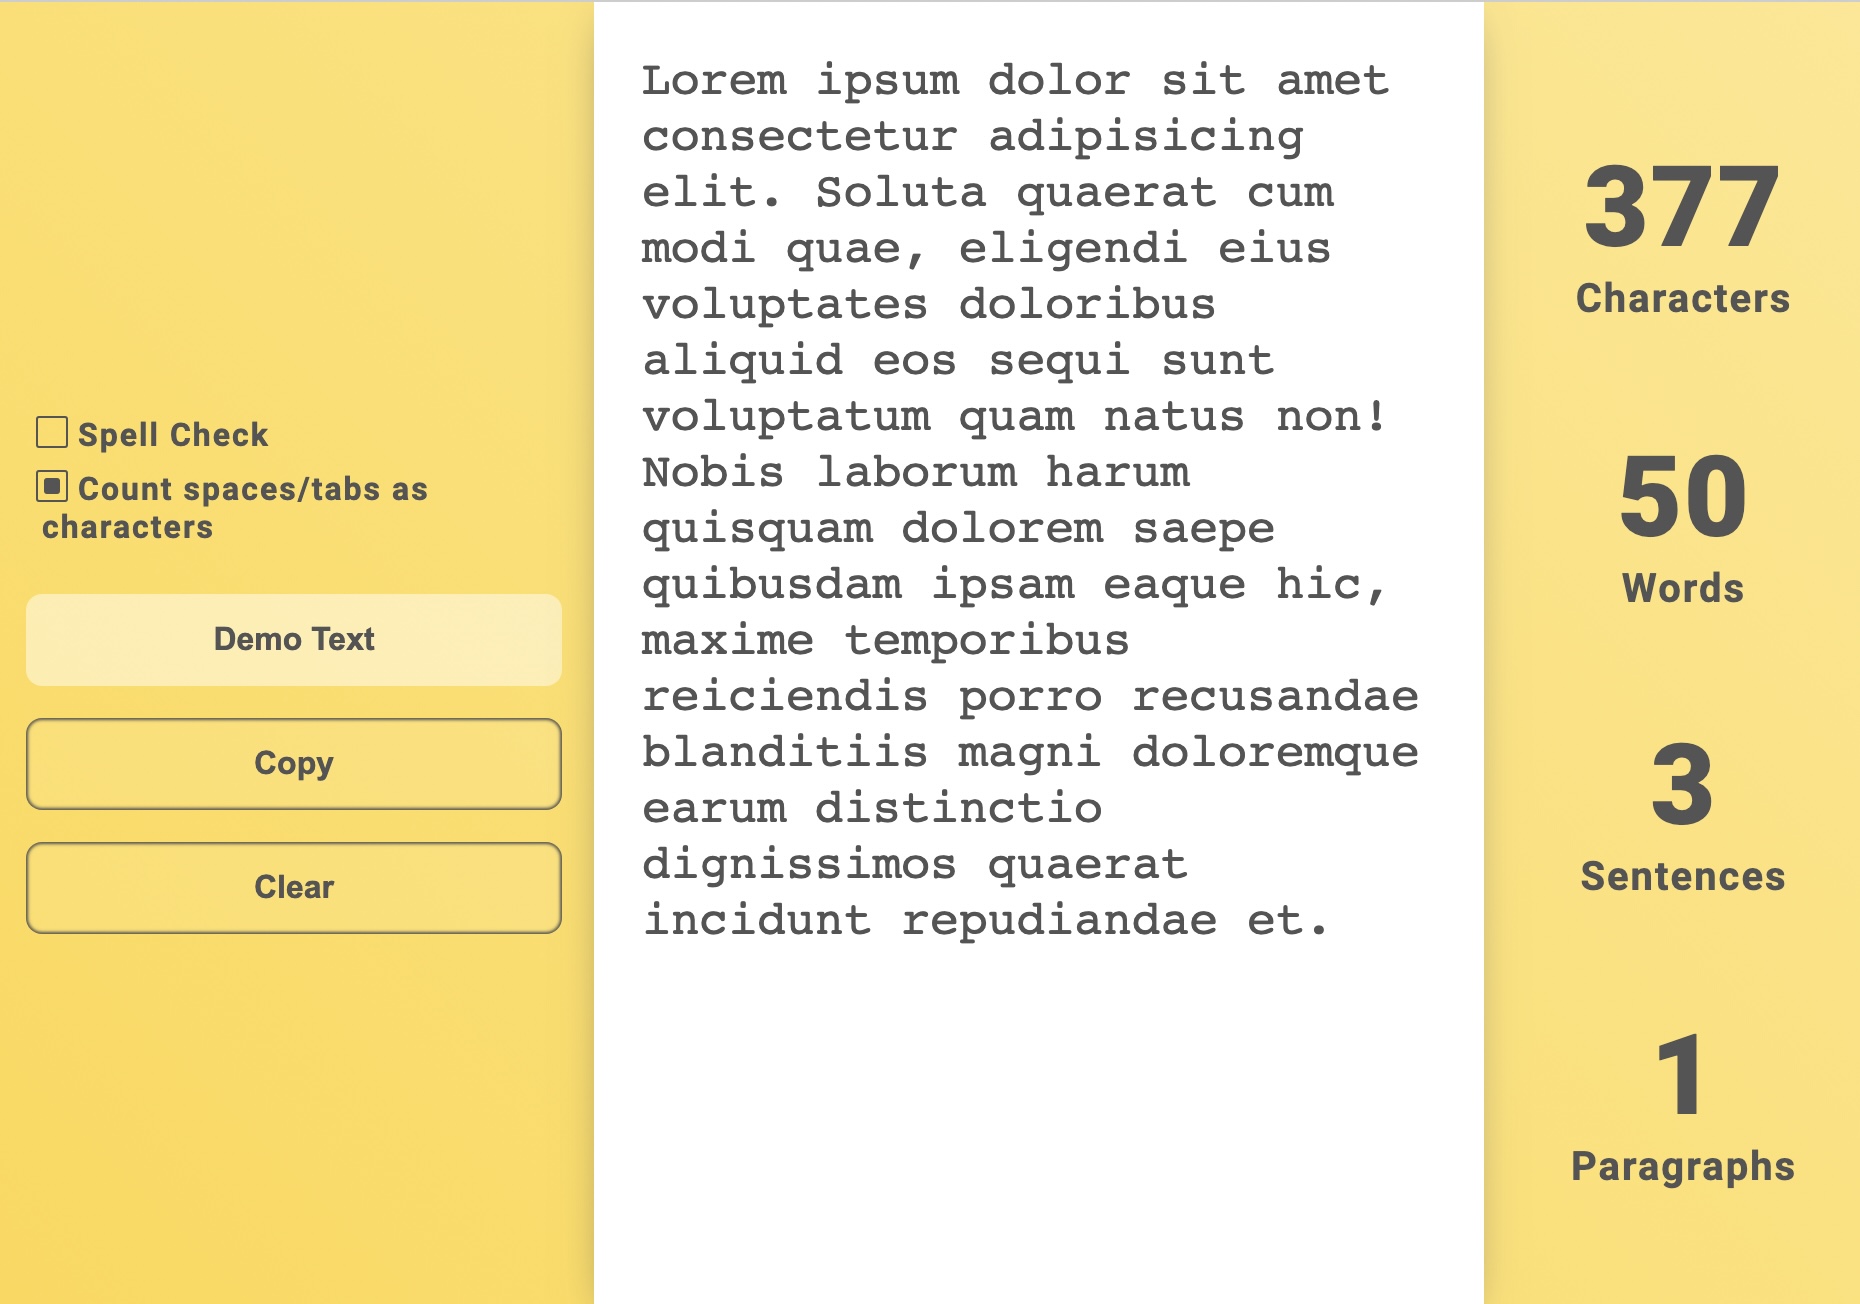 Spell Check
Count spaces/tabs as
characters
Demo Text
Copy
Clear
Lorem ipsum dolor sit amet
consectetur adipisicing
elit. Soluta quaerat cum
modi quae, eligendi eius
voluptates doloribus
aliquid eos sequi sunt
voluptatum quam natus non!
Nobis laborum harum
quisquam dolorem saepe
quibusdam ipsam eaque hic,
maxime temporibus
reiciendis porro recusandae
blanditiis magni doloremque
earum distinctio
dignissimos quaerat
incidunt repudiandae et.
377
Characters
50
Words
3
Sentences
1
Paragraphs